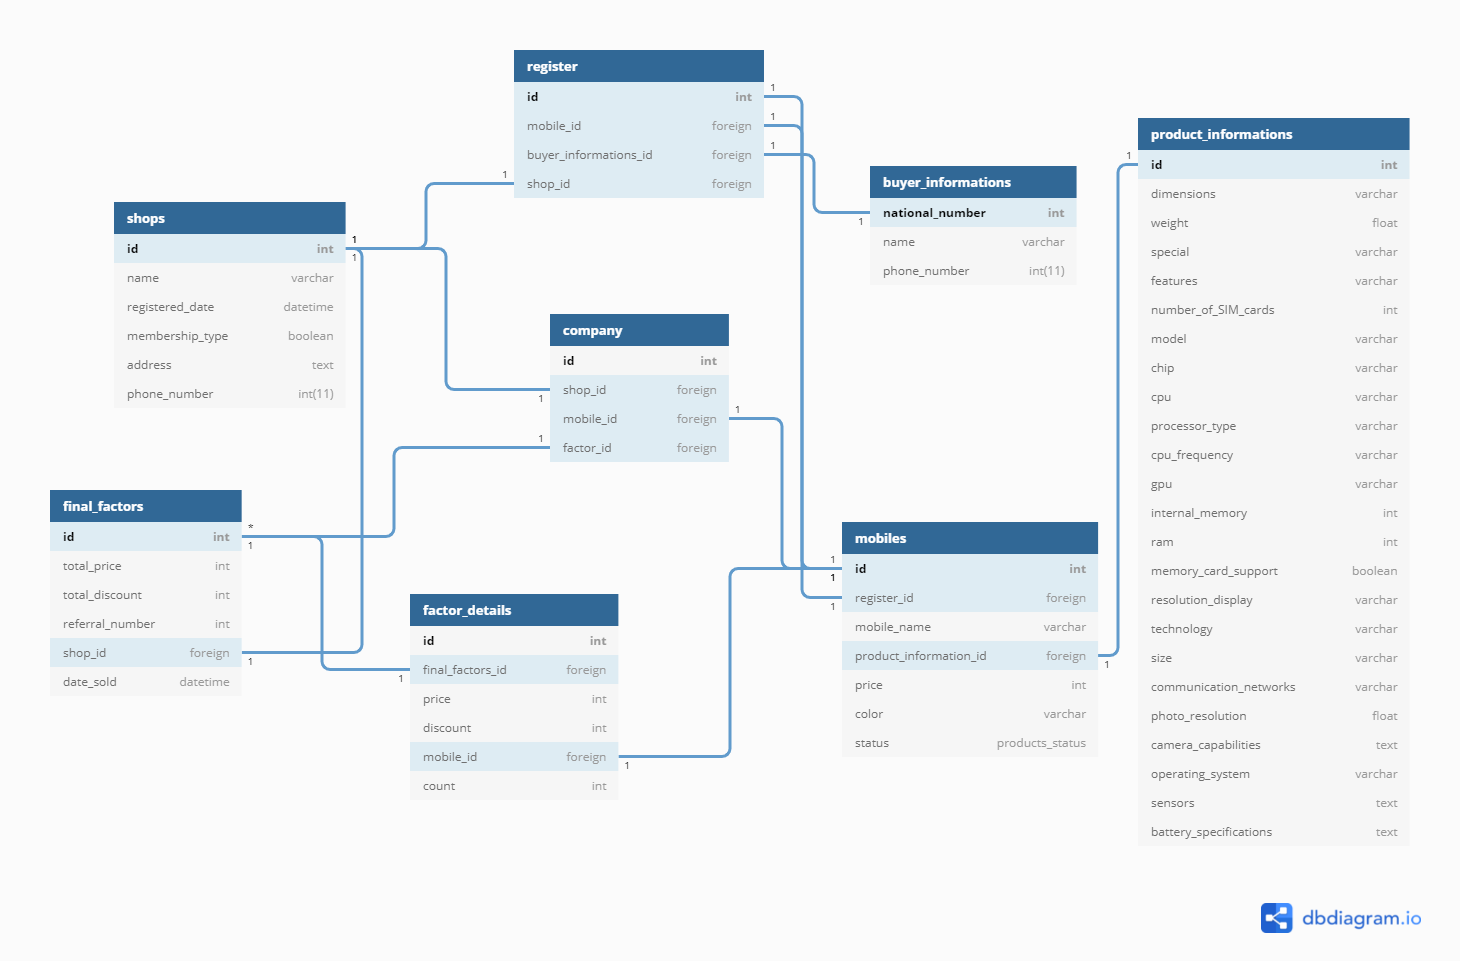 register
id int
mobile_id foreign
buyer_informations_id foreign
shop_id foreign
1
1
1
1
product_informations
id int
dimensions varchar
weight float
special varchar
features varchar
number_of_SIM_cards int
model varchar
chip varchar
cpu varchar
processor_type varchar
cpu_frequency varchar
gpu varchar
internal_memory int
ram int
memory_card_support boolean
resolution_display varchar
technology varchar
size varchar
communication_networks varchar
photo_resolution float
camera_capabilities text
operating_system varchar
sensors text
battery_specifications text
1
buyer_informations
national_number int
name varchar
phone_number int(11)
1
shops
id int
name varchar
registered_date datetime
membership_type boolean
address text
phone_number int(11)
1
1
company
id int
shop_id foreign
mobile_id foreign
factor_id foreign
1
1
1
final_factors
id int
total_price int
total_discount int
referral_number int
shop_id foreign
date_sold datetime
*
1
1
mobiles
id int
register_id foreign
mobile_name varchar
product_information_id foreign
price int
color varchar
status products_status
1
1
1
1
factor_details
id int
final_factors_id foreign
price int
discount int
mobile_id foreign
count int
1
1
dbdiagram.io